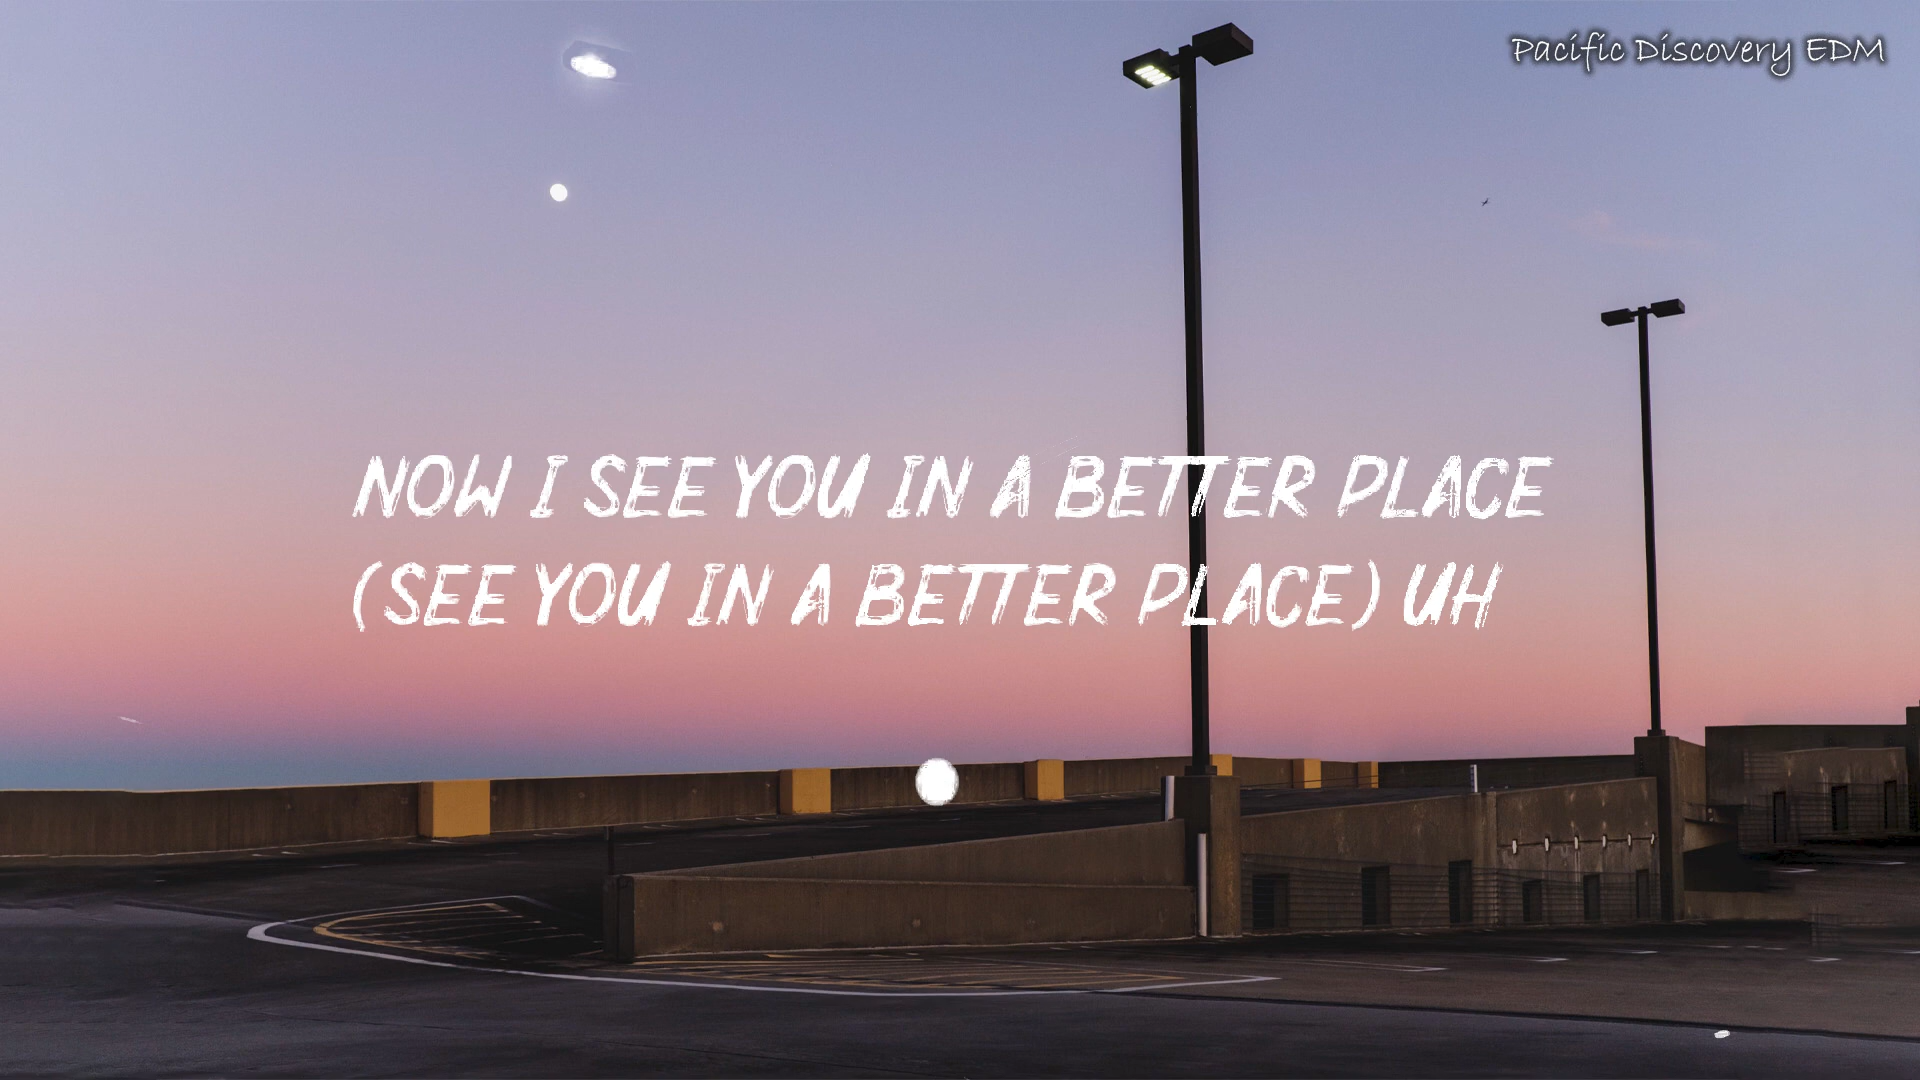 Pacific Discovery EDM
NOW I SEE YOU IN A BETTER PLACE
(SEE YOU IN A BETTER PLACE) UH